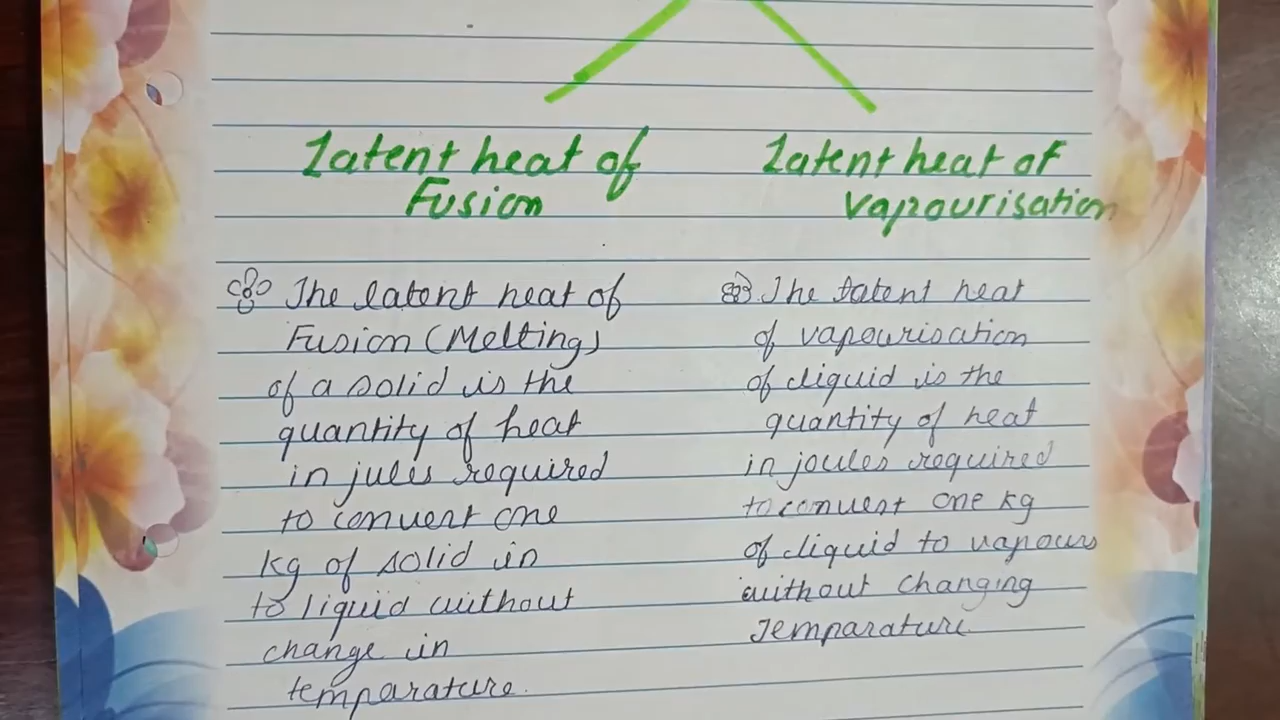 Latent heat of
Fusion
The latent heat of
Fusion (Melting)
of a solid is the
quantity of heat
in jules required
to convert one
kg of solid in
to liquid without
change in
temparature.
Latent heat of
vapourisation
The latent heat
of vapourisation
of liquid is the
quantity of heat
in joules required
to convert one kg
of liquid to vapours
without changing
Temparature